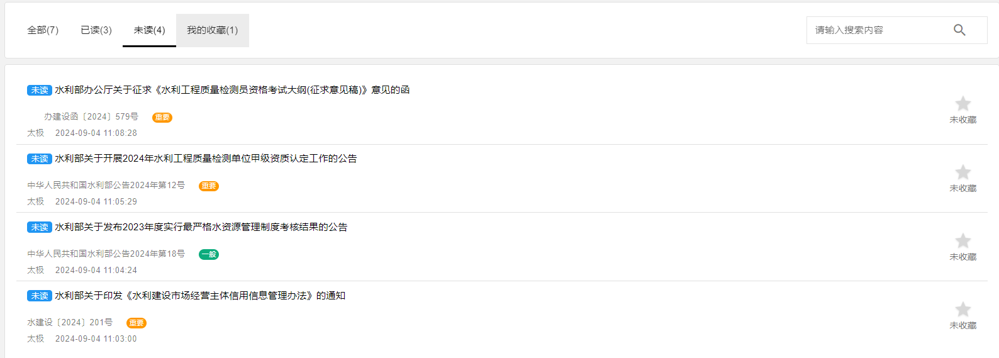 全部(7) 已读(3) 未读(4) 我的收藏(1) 请输入搜索内容
未读 水利部办公厅关于征求《水利工程质量检测员资格考试大纲(征求意见稿)》意见的函
办建设函〔2024〕579号 重要
太极 2024-09-04 11:08:28
未收藏
未读 水利部关于开展2024年水利工程质量检测单位甲级资质认定工作的公告
中华人民共和国水利部公告2024年第12号 重要
太极 2024-09-04 11:05:29
未收藏
未读 水利部关于发布2023年度实行最严格水资源管理制度考核结果的公告
中华人民共和国水利部公告2024年第18号 一般
太极 2024-09-04 11:04:24
未收藏
未读 水利部关于印发《水利建设市场经营主体信用信息管理办法》的通知
水建设〔2024〕201号 重要
太极 2024-09-04 11:03:00
未收藏